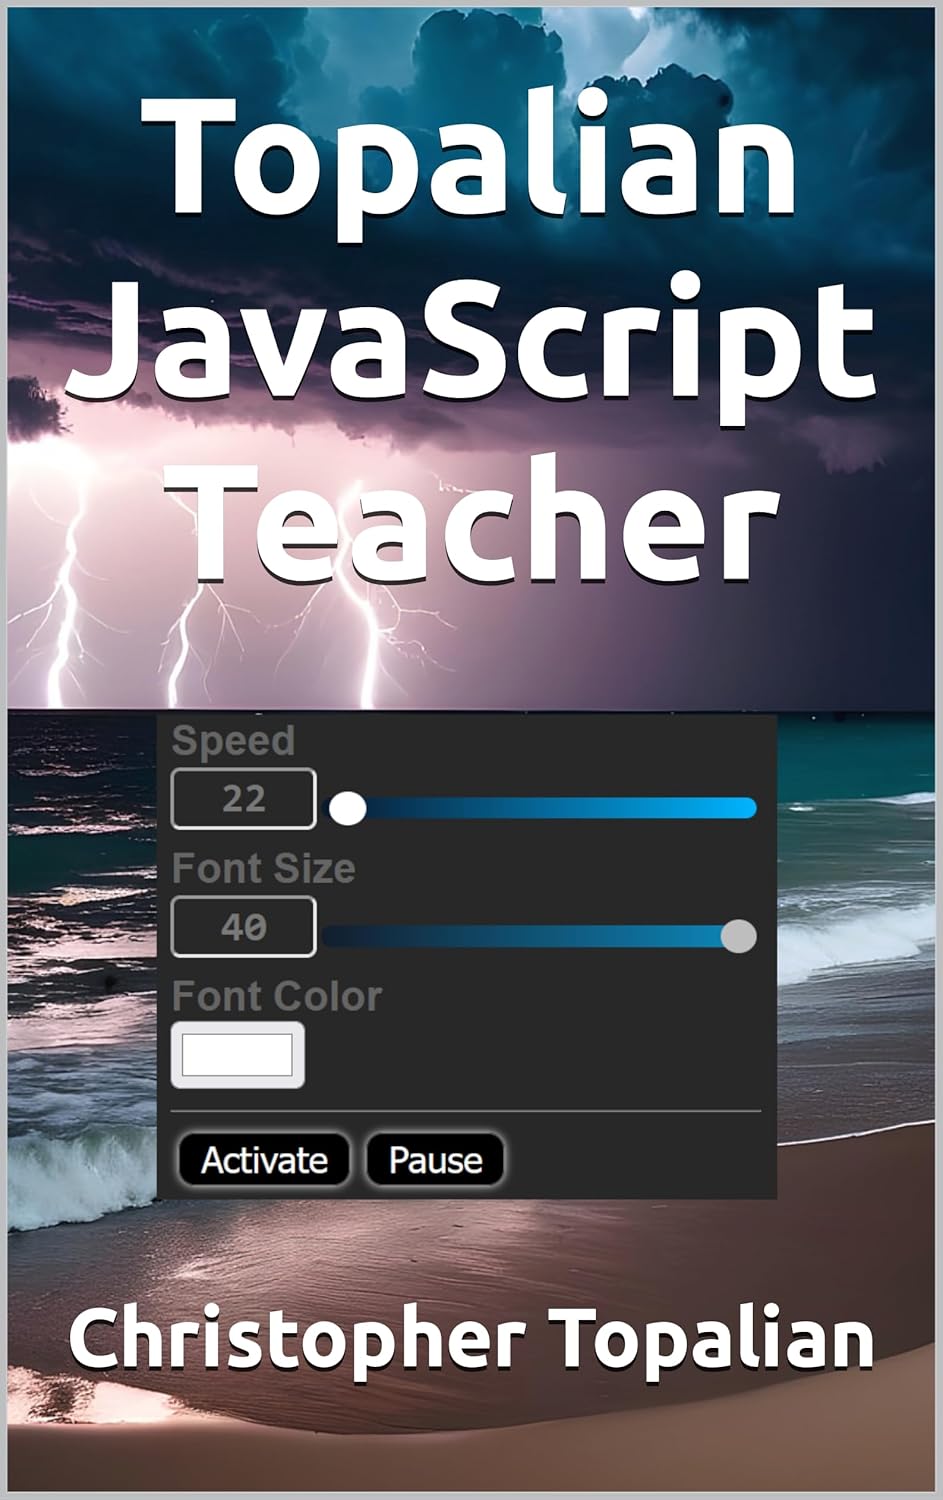 Topalian
JavaScript
Teacher
Speed
22
Font Size
40
Font Color
Activate
Pause
Christopher Topalian